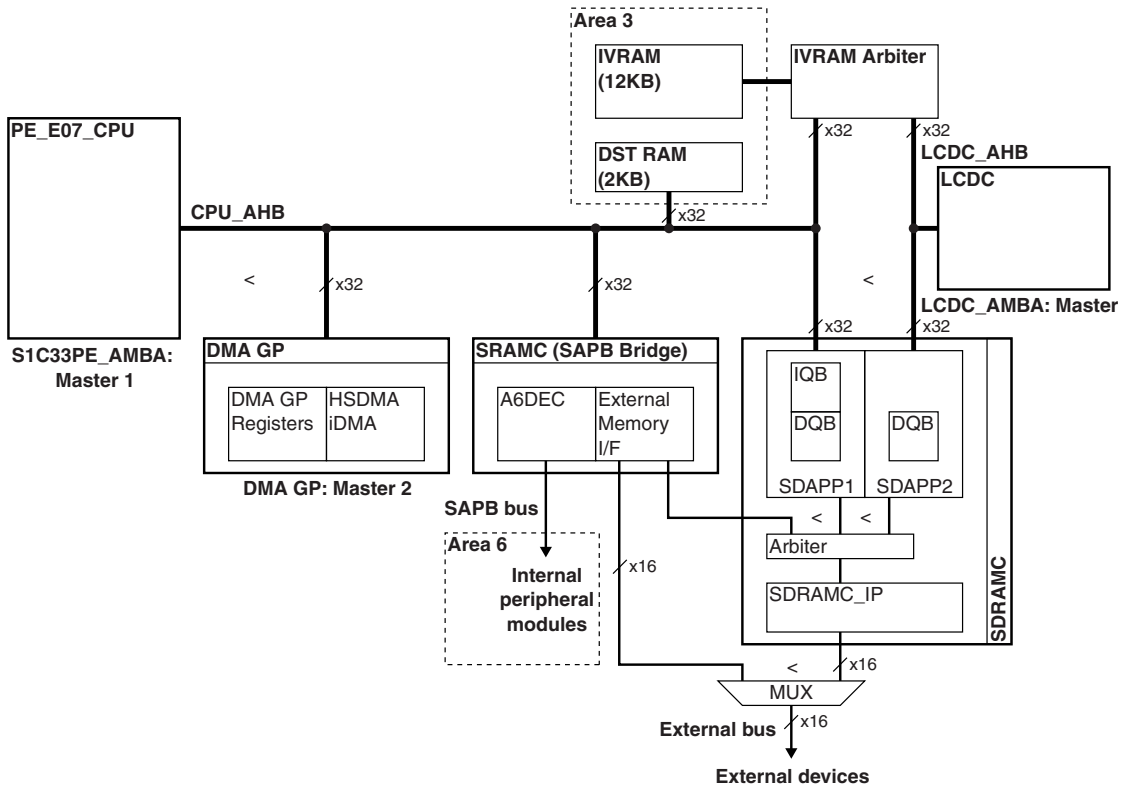 Area 3
IVRAM
(12KB)
IVRAM Arbiter
PE_E07_CPU
x32
x32
DST RAM
(2KB)
LCDC_AHB
LCDC
CPU_AHB
x32
<
x32
x32
<
LCDC_AMBA: Master
x32
x32
S1C33PE_AMBA:
Master 1
DMA GP
SRAMC (SAPB Bridge)
DMA GP
Registers
HSDMA
iDMA
A6DEC
External
Memory
I/F
IQB
DQB
DQB
SDAPP1
SDAPP2
DMA GP: Master 2
SAPB bus
<
<
Area 6
Arbiter
Internal
peripheral
modules
x16
SDRAMC_IP
SDRAMC
<
x16
MUX
External bus
x16
External devices